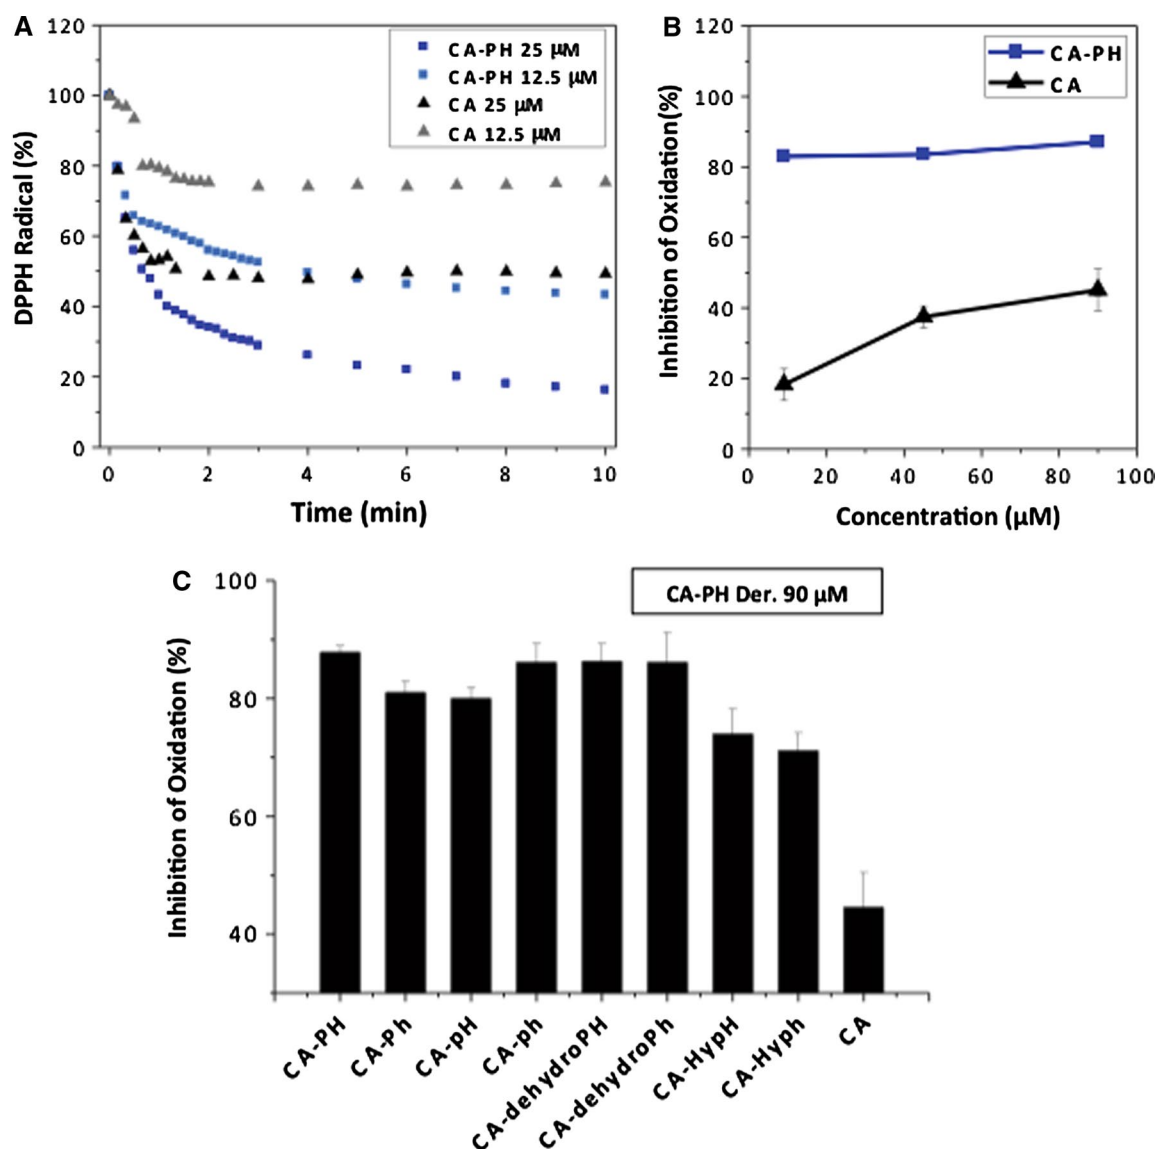 A
120
100
80
60
40
20
0
DPPH Radical (%)
CA-PH 25 µM
CA-PH 12.5 µM
CA 25 µM
CA 12.5 µM
0 2 4 6 8 10
Time (min)
B
120
100
80
60
40
20
0
Inhibition of Oxidation(%)
CA-PH
CA
0 20 40 60 80 100
Concentration (µM)
C
100
80
60
40
Inhibition of Oxidation (%)
CA-PH Der. 90 µM
CA-PH
CA-Ph
CA-pH
CA-ph
CA-dehydroPH
CA-dehydroPh
CA-HypH
CA-Hyph
CA